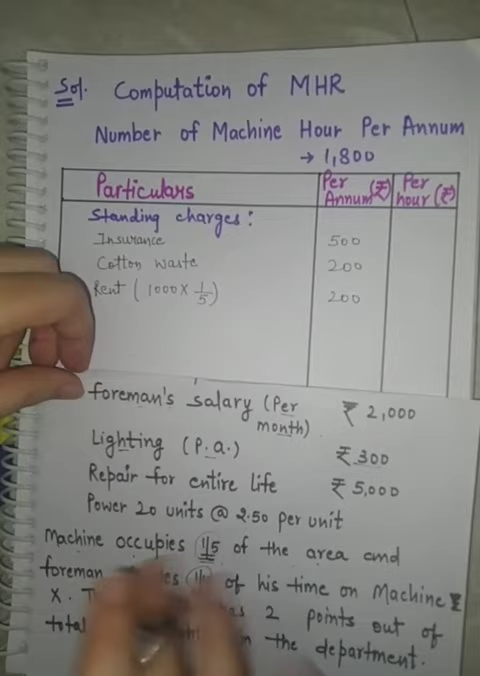 Sol. Computation of MHR
Number of Machine Hour Per Annum
→ 1,800
Particulars Per Annum (₹) Per hour (₹)
Standing charges:
Insurance 500
Cotton waste 200
Rent (1000 x 1/5) 200
foreman's salary (Per month) ₹ 2,000
Lighting (P.a.) ₹ 300
Repair for entire life ₹ 5,000
Power 20 units @ 2.50 per unit
Machine occupies 1/5 of the area and
foreman of his time on Machine
X. 2 points out of
total in the department.